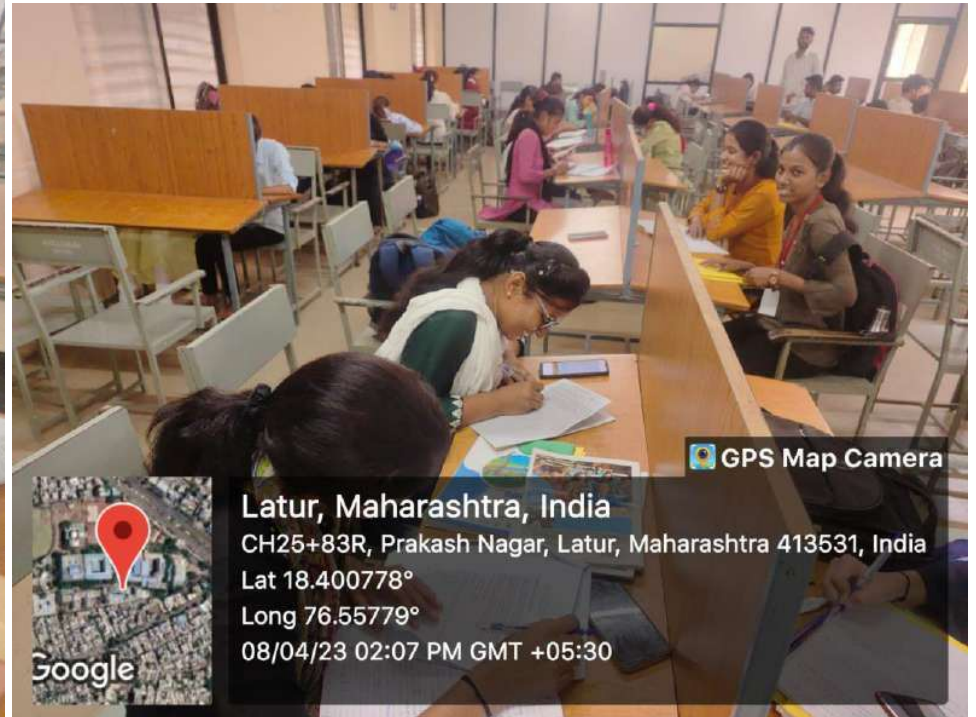 GPS Map Camera
Latur, Maharashtra, India
CH25+83R, Prakash Nagar, Latur, Maharashtra 413531, India
Lat 18.400778°
Long 76.55779°
08/04/23 02:07 PM GMT +05:30
Google